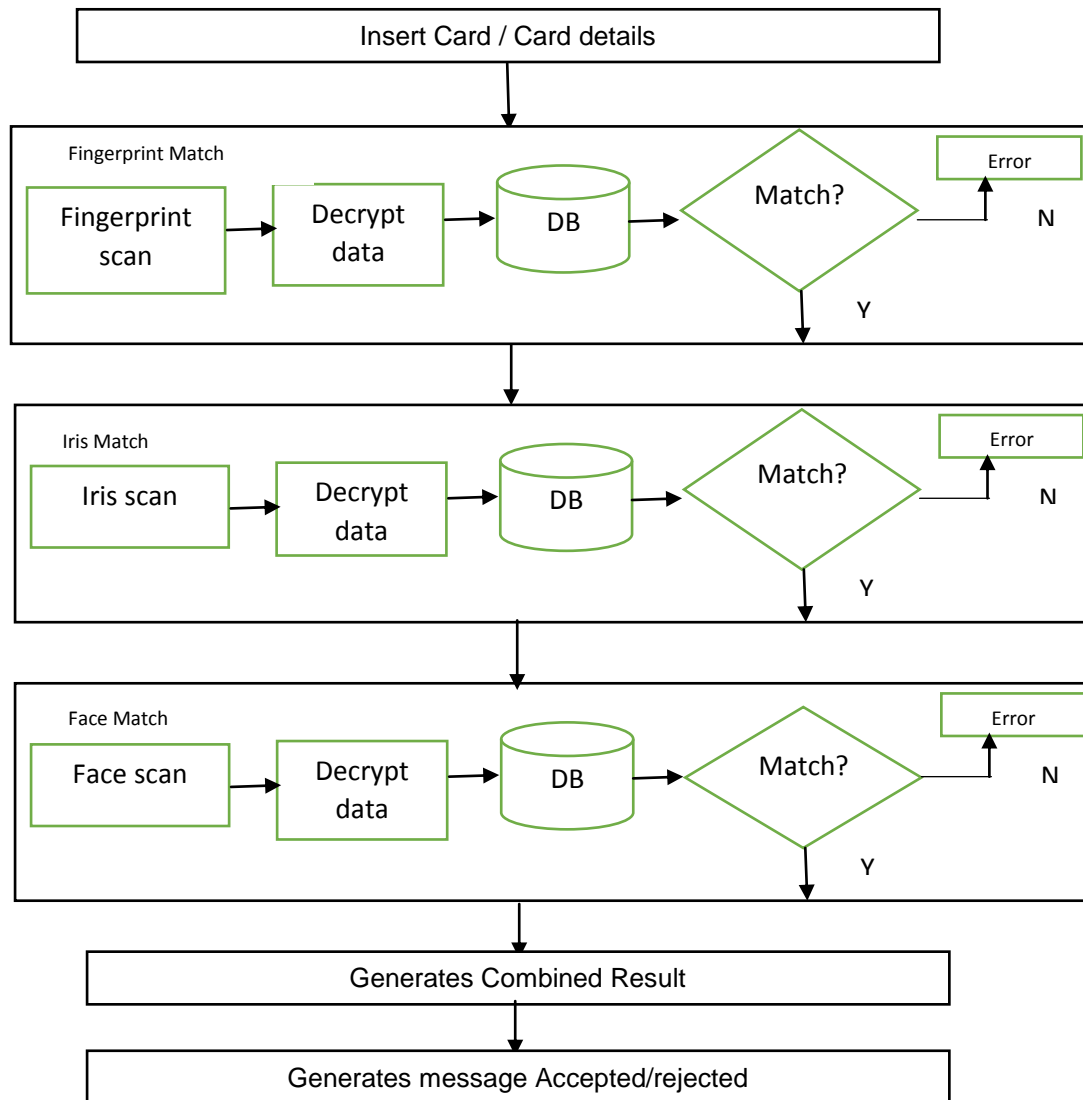 Insert Card / Card details
Fingerprint Match
Fingerprint
scan
Decrypt
data
DB
Match?
Error
N
Y
Iris Match
Iris scan
Decrypt
data
DB
Match?
Error
N
Y
Face Match
Face scan
Decrypt
data
DB
Match?
Error
N
Y
Generates Combined Result
Generates message Accepted/rejected